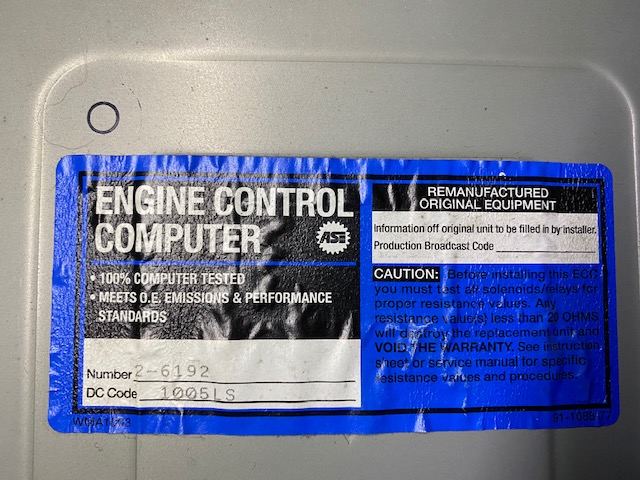 ENGINE CONTROL
COMPUTER
ASE
• 100% COMPUTER TESTED
• MEETS O.E. EMISSIONS & PERFORMANCE
STANDARDS
Number 2-6192
DC Code 1005LS
REMANUFACTURED
ORIGINAL EQUIPMENT
Information off original unit to be filled in by installer.
Production Broadcast Code
CAUTION: Before installing this ECC
you must test all solenoids/relays for
proper resistance values. Any
resistance value(s) less than 20 OHMS
will destroy the replacement unit and
VOID THE WARRANTY. See instruction
sheet or service manual for specific
resistance values and procedures.